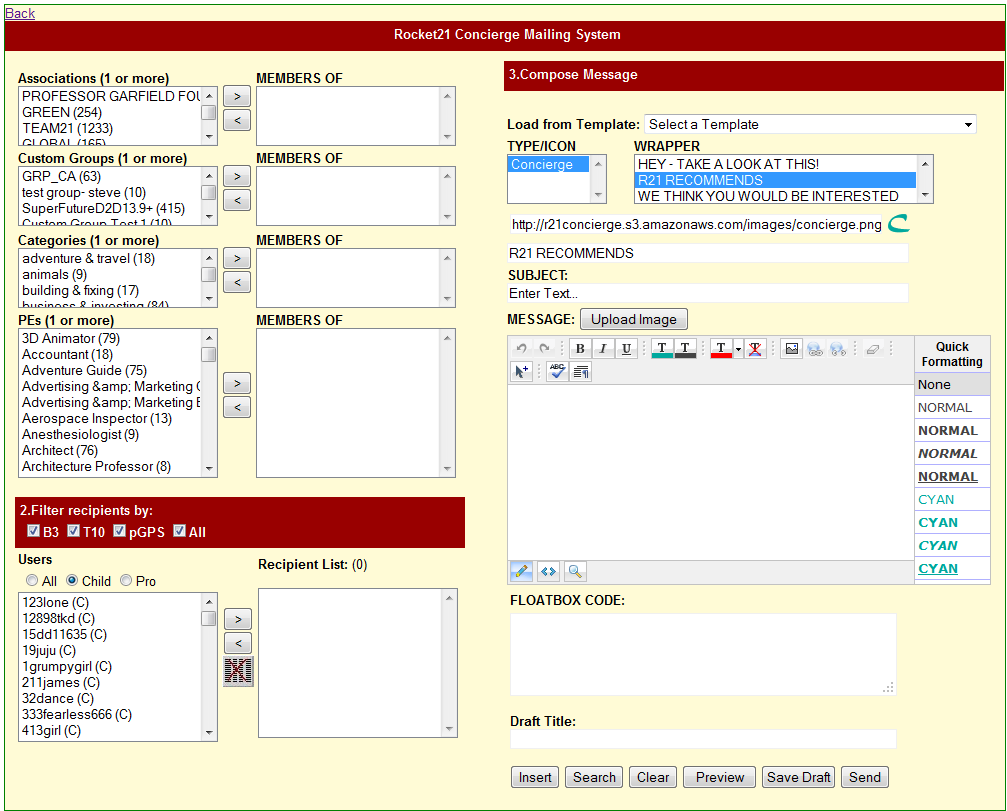 Back
Rocket21 Concierge Mailing System
Associations (1 or more)
PROFESSOR GARFIELD FOU
GREEN (254)
TEAM21 (1233)
GLOBAL (165)
>
<
MEMBERS OF
Custom Groups (1 or more)
GRP_CA (63)
test group- steve (10)
SuperFutureD2D13.9+ (415)
Custom Group Test 1 (10)
>
<
MEMBERS OF
Categories (1 or more)
adventure & travel (18)
animals (9)
building & fixing (17)
business & investing (84)
>
<
MEMBERS OF
PEs (1 or more)
3D Animator (79)
Accountant (18)
Adventure Guide (75)
Advertising &amp; Marketing C
Advertising &amp; Marketing E
Aerospace Inspector (13)
Anesthesiologist (9)
Architect (76)
Architecture Professor (8)
>
<
MEMBERS OF
2.Filter recipients by:
B3 T10 pGPS All
Users
All Child Pro
123lone (C)
12898tkd (C)
15dd11635 (C)
19juju (C)
1grumpygirl (C)
211james (C)
32dance (C)
333fearless666 (C)
413girl (C)
>
<
Recipient List: (0)
3.Compose Message
Load from Template: Select a Template
TYPE/ICON
Concierge
WRAPPER
HEY - TAKE A LOOK AT THIS!
R21 RECOMMENDS
WE THINK YOU WOULD BE INTERESTED
http://r21concierge.s3.amazonaws.com/images/concierge.png
R21 RECOMMENDS
SUBJECT:
Enter Text...
MESSAGE: Upload Image
B I U T T T T
ABC
Quick
Formatting
None
NORMAL
NORMAL
NORMAL
NORMAL
CYAN
CYAN
CYAN
CYAN
FLOATBOX CODE:
Draft Title:
Insert Search Clear Preview Save Draft Send